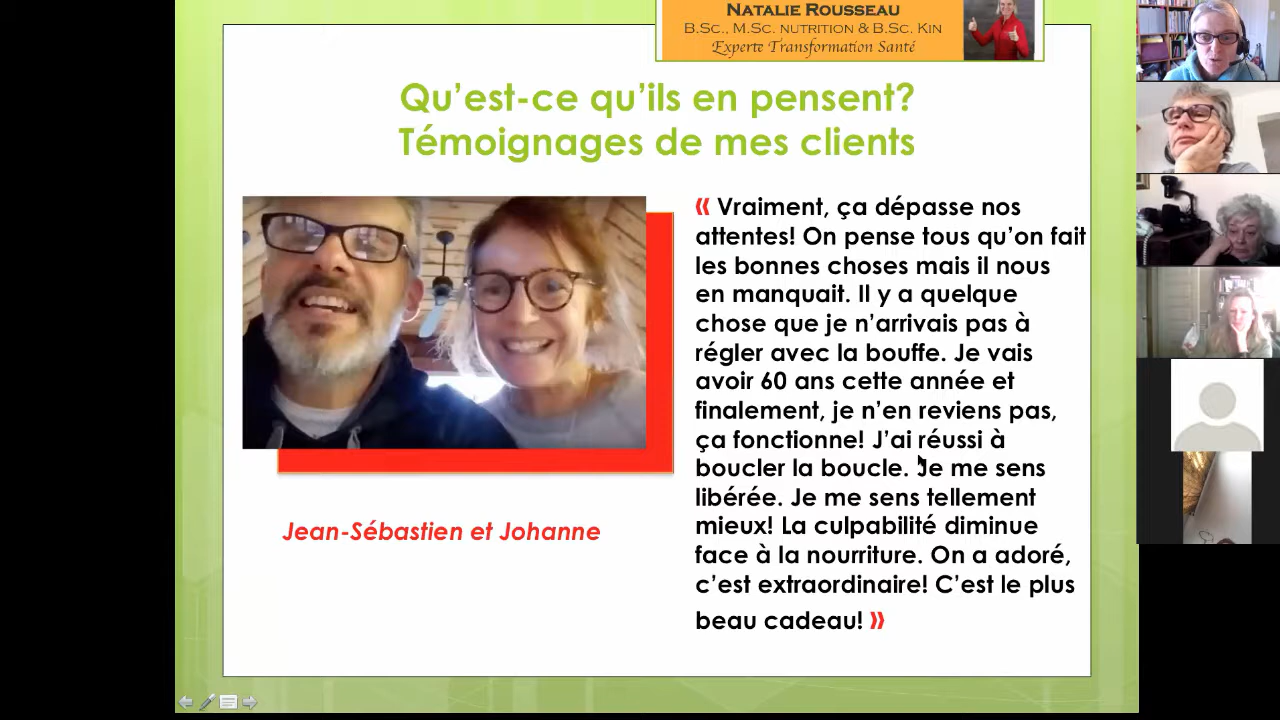 NATALIE ROUSSEAU
B.SC., M.SC. NUTRITION & B.SC. KIN
Experte Transformation Santé
Qu’est-ce qu’ils en pensent?
Témoignages de mes clients
« Vraiment, ça dépasse nos
attentes! On pense tous qu’on fait
les bonnes choses mais il nous
en manquait. Il y a quelque
chose que je n’arrivais pas à
régler avec la bouffe. Je vais
avoir 60 ans cette année et
finalement, je n’en reviens pas,
ça fonctionne! J’ai réussi à
boucler la boucle. Je me sens
libérée. Je me sens tellement
mieux! La culpabilité diminue
face à la nourriture. On a adoré,
c’est extraordinaire! C’est le plus
beau cadeau! »
Jean-Sébastien et Johanne